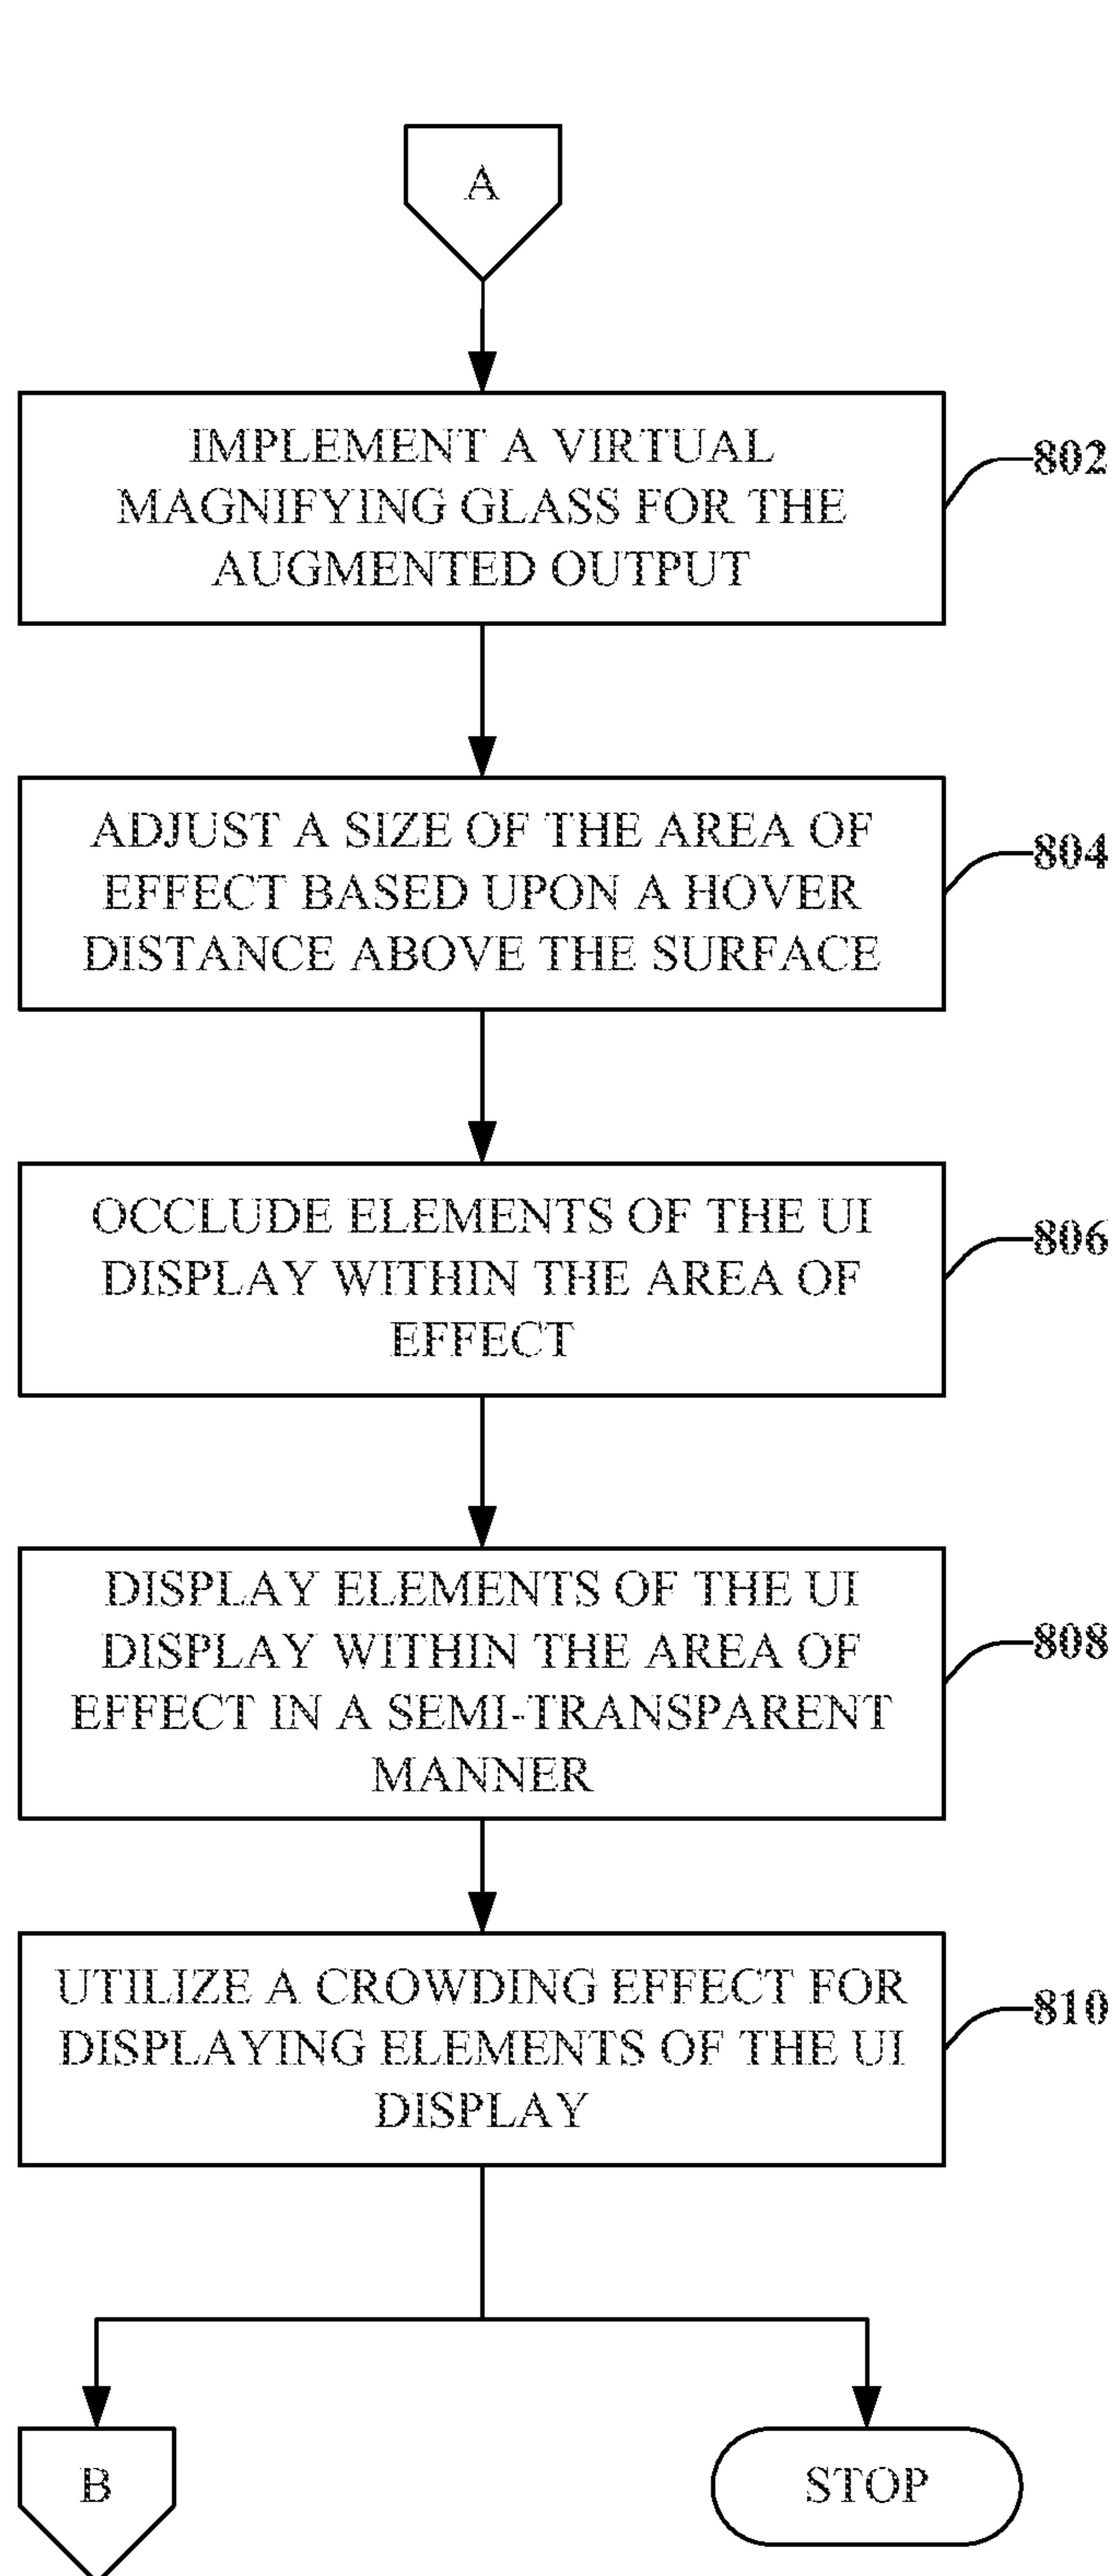 A
IMPLEMENT A VIRTUAL
MAGNIFYING GLASS FOR THE
AUGMENTED OUTPUT
802
ADJUST A SIZE OF THE AREA OF
EFFECT BASED UPON A HOVER
DISTANCE ABOVE THE SURFACE
804
OCCLUDE ELEMENTS OF THE UI
DISPLAY WITHIN THE AREA OF
EFFECT
806
DISPLAY ELEMENTS OF THE UI
DISPLAY WITHIN THE AREA OF
EFFECT IN A SEMI-TRANSPARENT
MANNER
808
UTILIZE A CROWDING EFFECT FOR
DISPLAYING ELEMENTS OF THE UI
DISPLAY
810
B
STOP